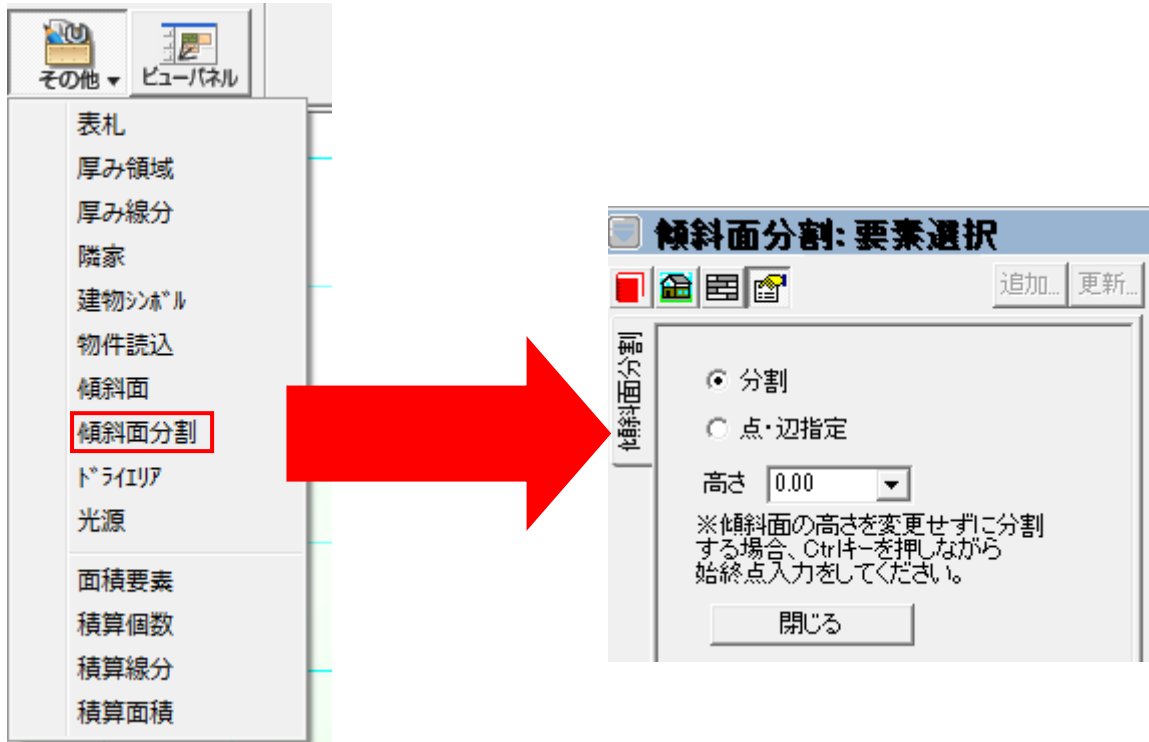 その他 ▼
ビューパネル
表札
厚み領域
厚み線分
隣家
建物ｼﾝﾎﾞﾙ
物件読込
傾斜面
傾斜面分割
ﾄﾞﾗｲｴﾘｱ
光源
面積要素
積算個数
積算線分
積算面積
傾斜面分割: 要素選択
追加...
更新...
傾斜面分割
分割
点・辺指定
高さ 0.00
※傾斜面の高さを変更せずに分割
する場合、Ctrlキーを押しながら
始終点入力をしてください。
閉じる